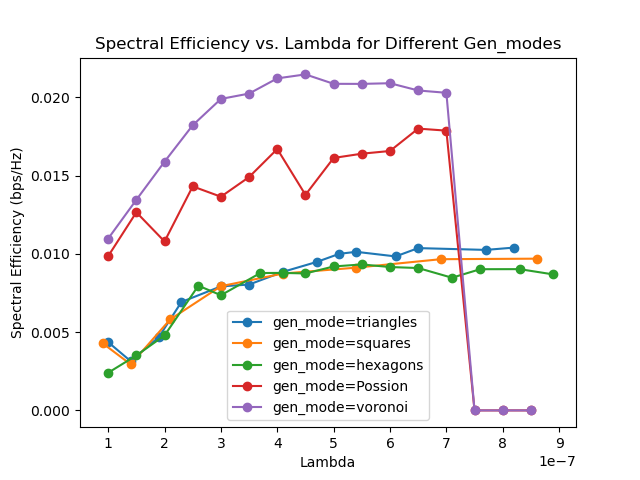 Spectral Efficiency vs. Lambda for Different Gen_modes
Spectral Efficiency (bps/Hz)
0.020
0.015
0.010
0.005
0.000
gen_mode=triangles
gen_mode=squares
gen_mode=hexagons
gen_mode=Possion
gen_mode=voronoi
1 2 3 4 5 6 7 8 9
1e−7
Lambda